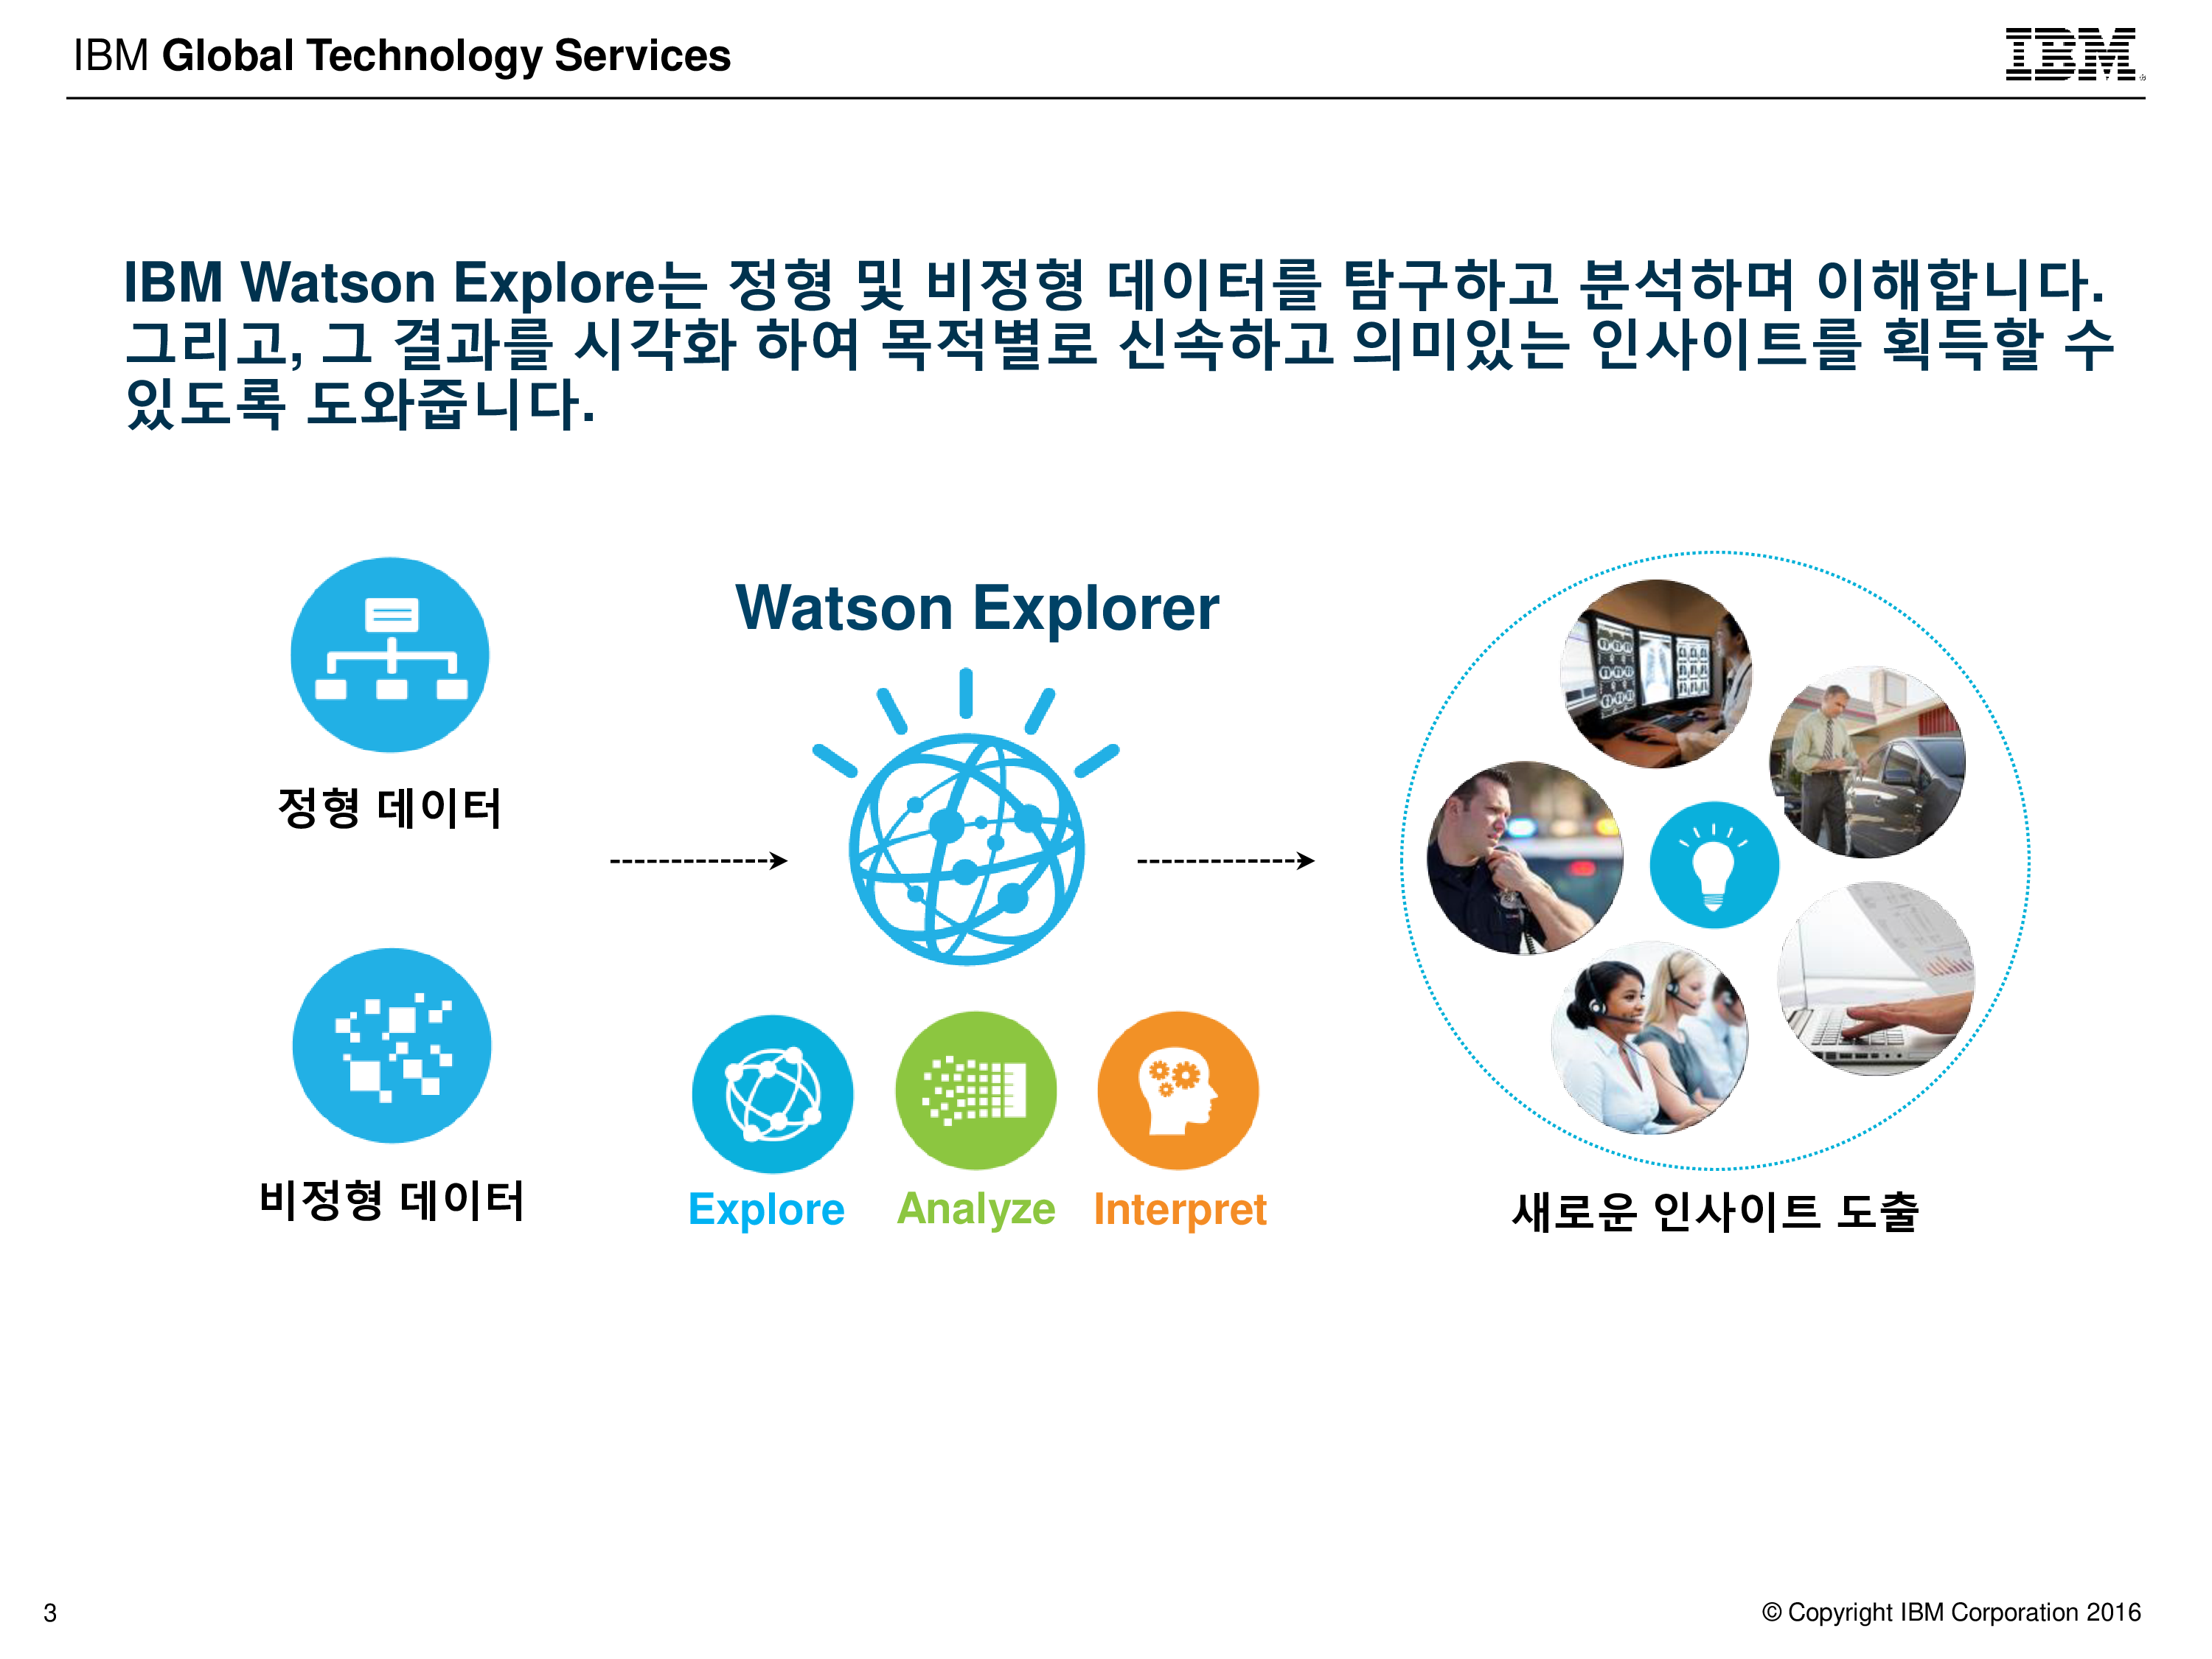 IBM Global Technology Services
IBM
IBM Watson Explore는 정형 및 비정형 데이터를 탐구하고 분석하며 이해합니다.
그리고, 그 결과를 시각화 하여 목적별로 신속하고 의미있는 인사이트를 획득할 수
있도록 도와줍니다.
정형 데이터
비정형 데이터
Watson Explorer
Explore
Analyze
Interpret
새로운 인사이트 도출
3
© Copyright IBM Corporation 2016